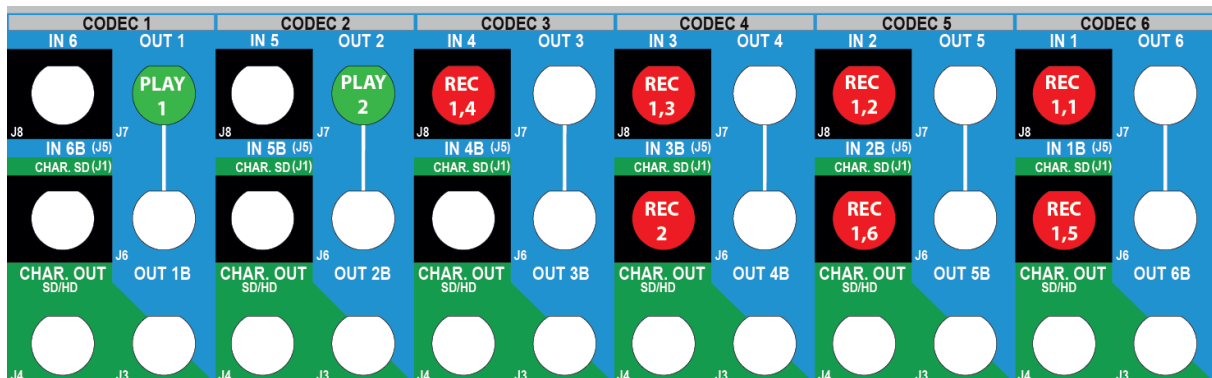 CODEC 1 CODEC 2 CODEC 3 CODEC 4 CODEC 5 CODEC 6
IN 6 OUT 1 IN 5 OUT 2 IN 4 OUT 3 IN 3 OUT 4 IN 2 OUT 5 IN 1 OUT 6
PLAY PLAY REC REC REC REC
1 2 1,4 1,3 1,2 1,1
J8 J7 J8 J7 J8 J7 J8 J7 J8 J7 J8 J7
IN 6B (J5) IN 5B (J5) IN 4B (J5) IN 3B (J5) IN 2B (J5) IN 1B (J5)
CHAR. SD (J1) CHAR. SD (J1) CHAR. SD (J1) CHAR. SD (J1) CHAR. SD (J1) CHAR. SD (J1)
REC REC REC
2 1,6 1,5
J6 J6 J6 J6 J6 J6
CHAR. OUT OUT 1B CHAR. OUT OUT 2B CHAR. OUT OUT 3B CHAR. OUT OUT 4B CHAR. OUT OUT 5B CHAR. OUT OUT 6B
SD/HD SD/HD SD/HD SD/HD SD/HD SD/HD
J4 J3 J4 J3 J4 J3 J4 J3 J4 J3 J4 J3